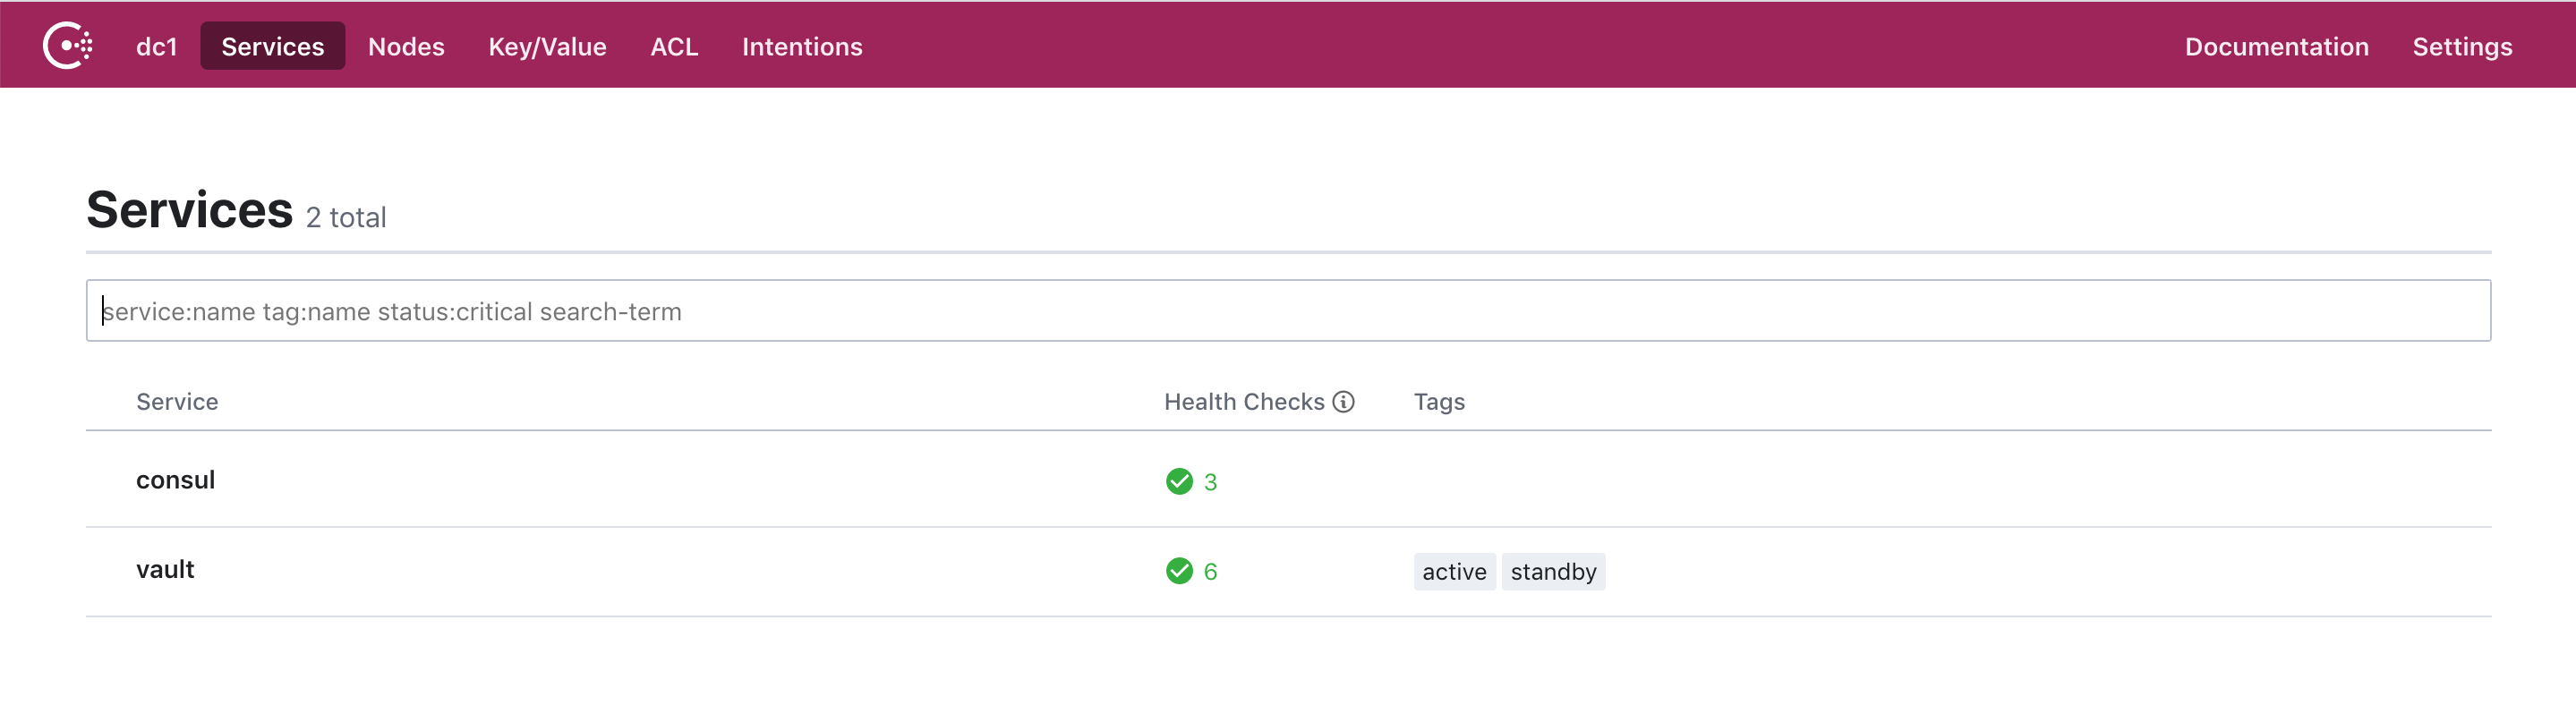 dc1 Services Nodes Key/Value ACL Intentions Documentation Settings
Services 2 total
service:name tag:name status:critical search-term
Service Health Checks Tags
consul 3
vault 6 active standby